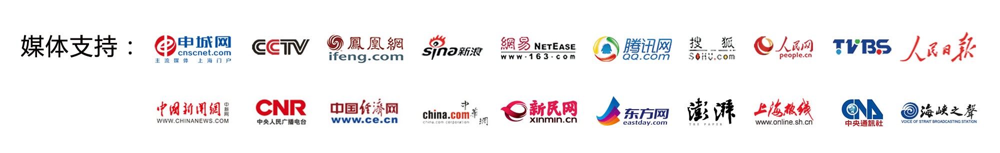 媒体支持：
申城网
cnscnet.com
主流媒体 上海门户
CCTV
鳳凰網
ifeng.com
sina新浪
網易 NETEASE
www·163·com
腾讯网
QQ.com
搜狐
SOHU.com
人民网
people.cn
TVBS
人民日报
中國新聞網 中新网
WWW.CHINANEWS.COM
CNR
中央人民广播电台
中国经济网
www.ce.cn
china.com 中華網
china.com corporation
新民网
xinmin.cn
东方网
eastday.com
澎湃
THE PAPER
上海热线
www.online.sh.cn
CNA
中央通訊社
海峡之聲
VOICE OF STRAIT BROADCASTING STATION